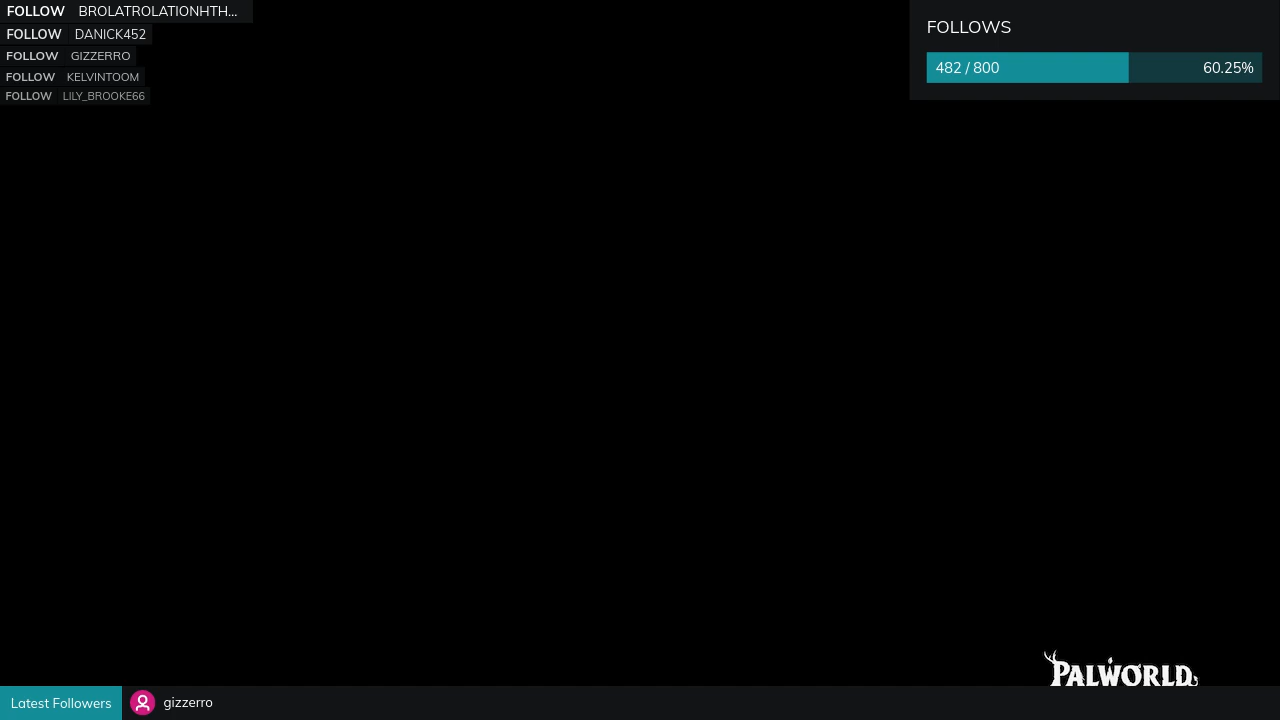 FOLLOW BROLATROLATIONHTH...
FOLLOW DANICK452
FOLLOW GIZZERRO
FOLLOW KELVINTOOM
FOLLOW LILY_BROOKE66
FOLLOWS
482 / 800 60.25%
PALWORLD
Latest Followers gizzerro